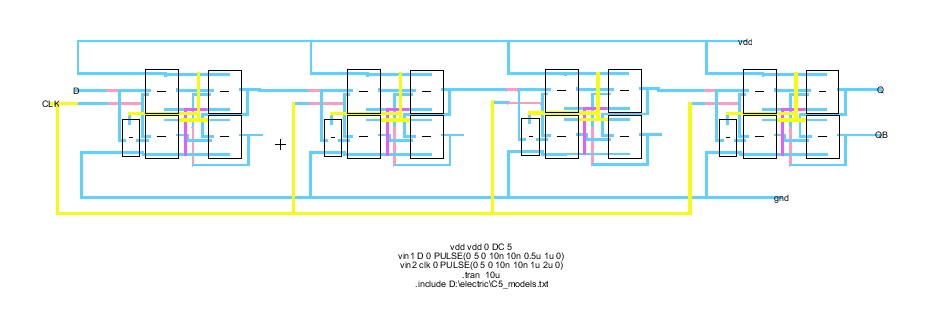 vdd
D
CLK
Q
QB
gnd
vdd vdd 0 DC 5
vin1 D 0 PULSE(0 5 0 10n 10n 0.5u 1u 0)
vin2 clk 0 PULSE(0 5 0 10n 10n 1u 2u 0)
.tran 10u
.include D:\electric\C5_models.txt